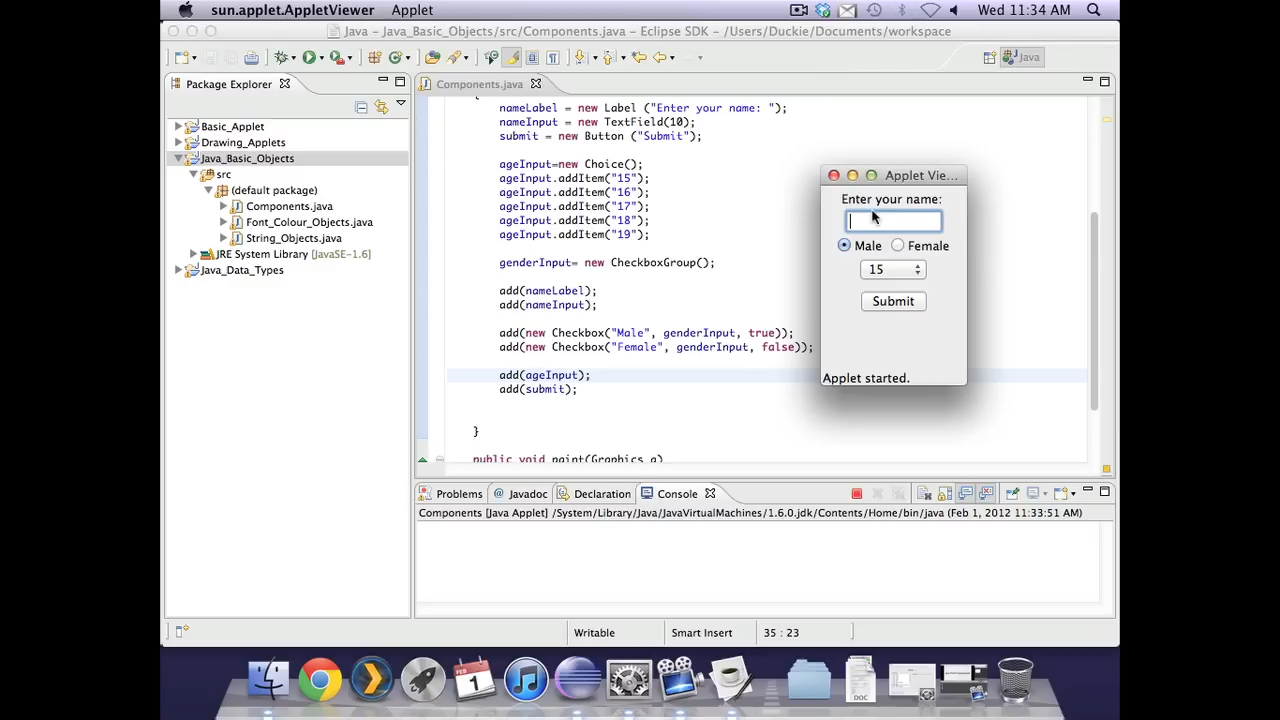 sun.applet.AppletViewer Applet
Wed 11:34 AM
Java – Java_Basic_Objects/src/Components.java – Eclipse SDK – /Users/Duckie/Documents/workspace
Java
Package Explorer
Components.java
Basic_Applet
Drawing_Applets
Java_Basic_Objects
src
(default package)
Components.java
Font_Colour_Objects.java
String_Objects.java
JRE System Library [JavaSE-1.6]
Java_Data_Types
{
nameLabel = new Label ("Enter your name: ");
nameInput = new TextField(10);
submit = new Button ("Submit");
ageInput=new Choice();
ageInput.addItem("15");
ageInput.addItem("16");
ageInput.addItem("17");
ageInput.addItem("18");
ageInput.addItem("19");
genderInput= new CheckboxGroup();
add(nameLabel);
add(nameInput);
add(new Checkbox("Male", genderInput, true));
add(new Checkbox("Female", genderInput, false));
add(ageInput);
add(submit);
}
public void paint(Graphics g)
Applet Vie...
Enter your name:
Male Female
15
Submit
Applet started.
Problems @ Javadoc Declaration Console
Components [Java Applet] /System/Library/Java/JavaVirtualMachines/1.6.0.jdk/Contents/Home/bin/java (Feb 1, 2012 11:33:51 AM)
Writable Smart Insert 35 : 23
FEB
1
DOC